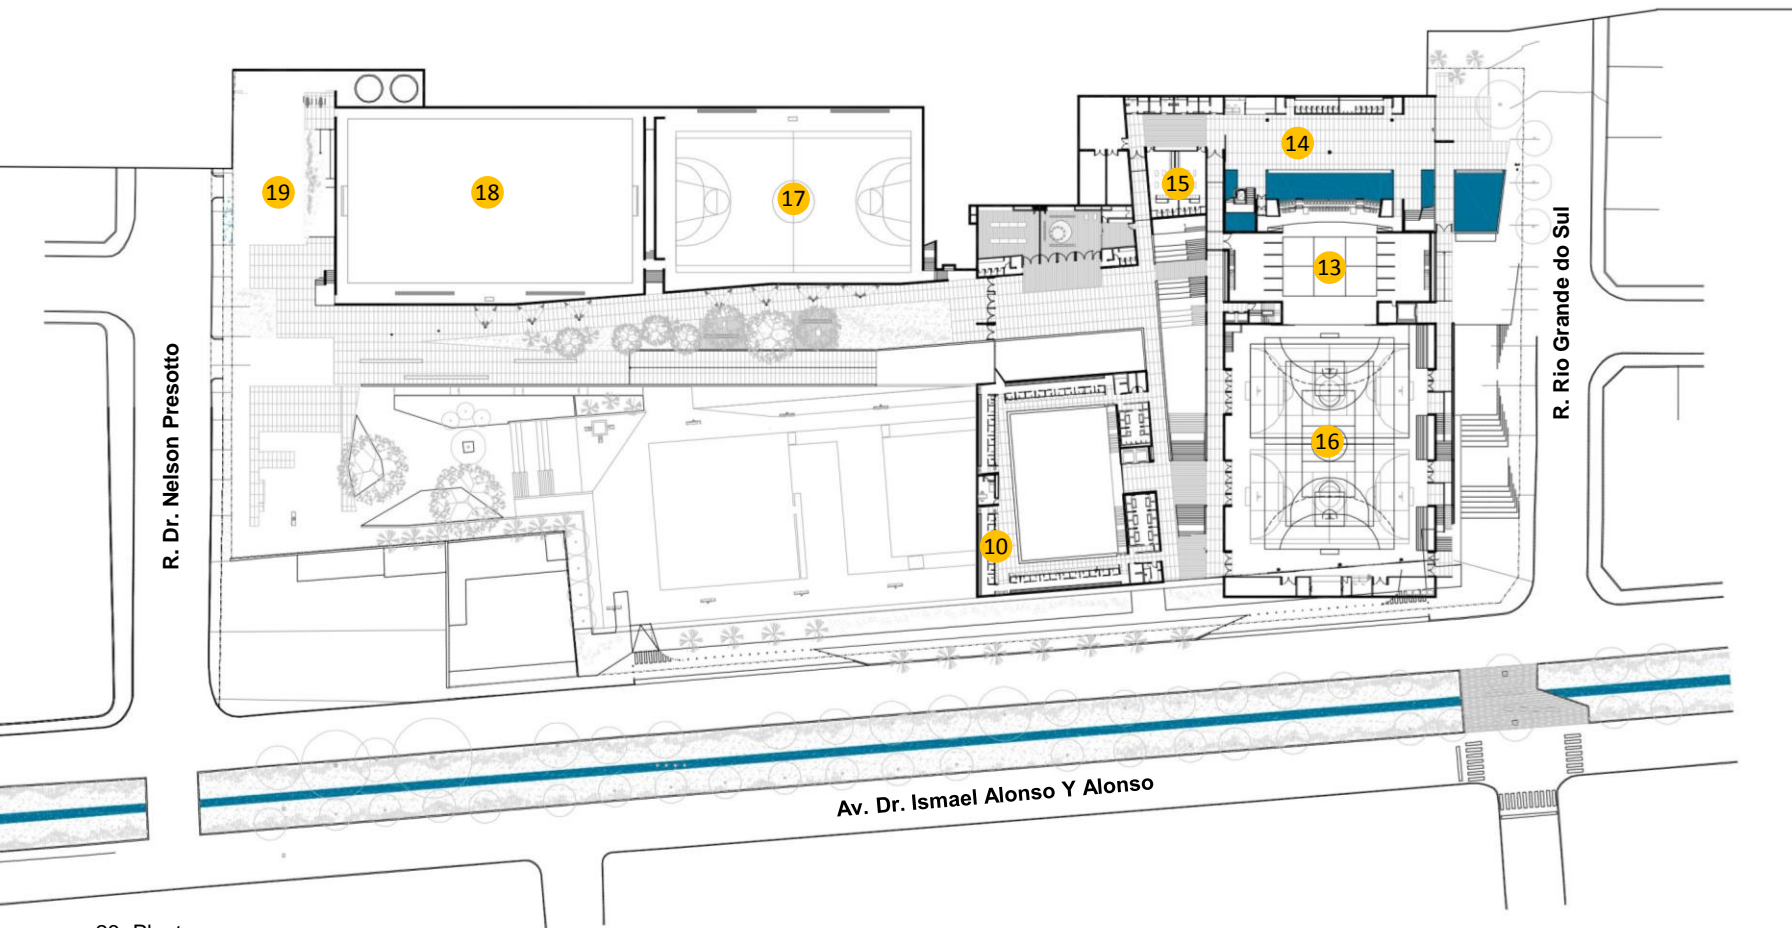 14
15
19
18
17
13
16
10
R. Dr. Nelson Presotto
R. Rio Grande do Sul
Av. Dr. Ismael Alonso Y Alonso